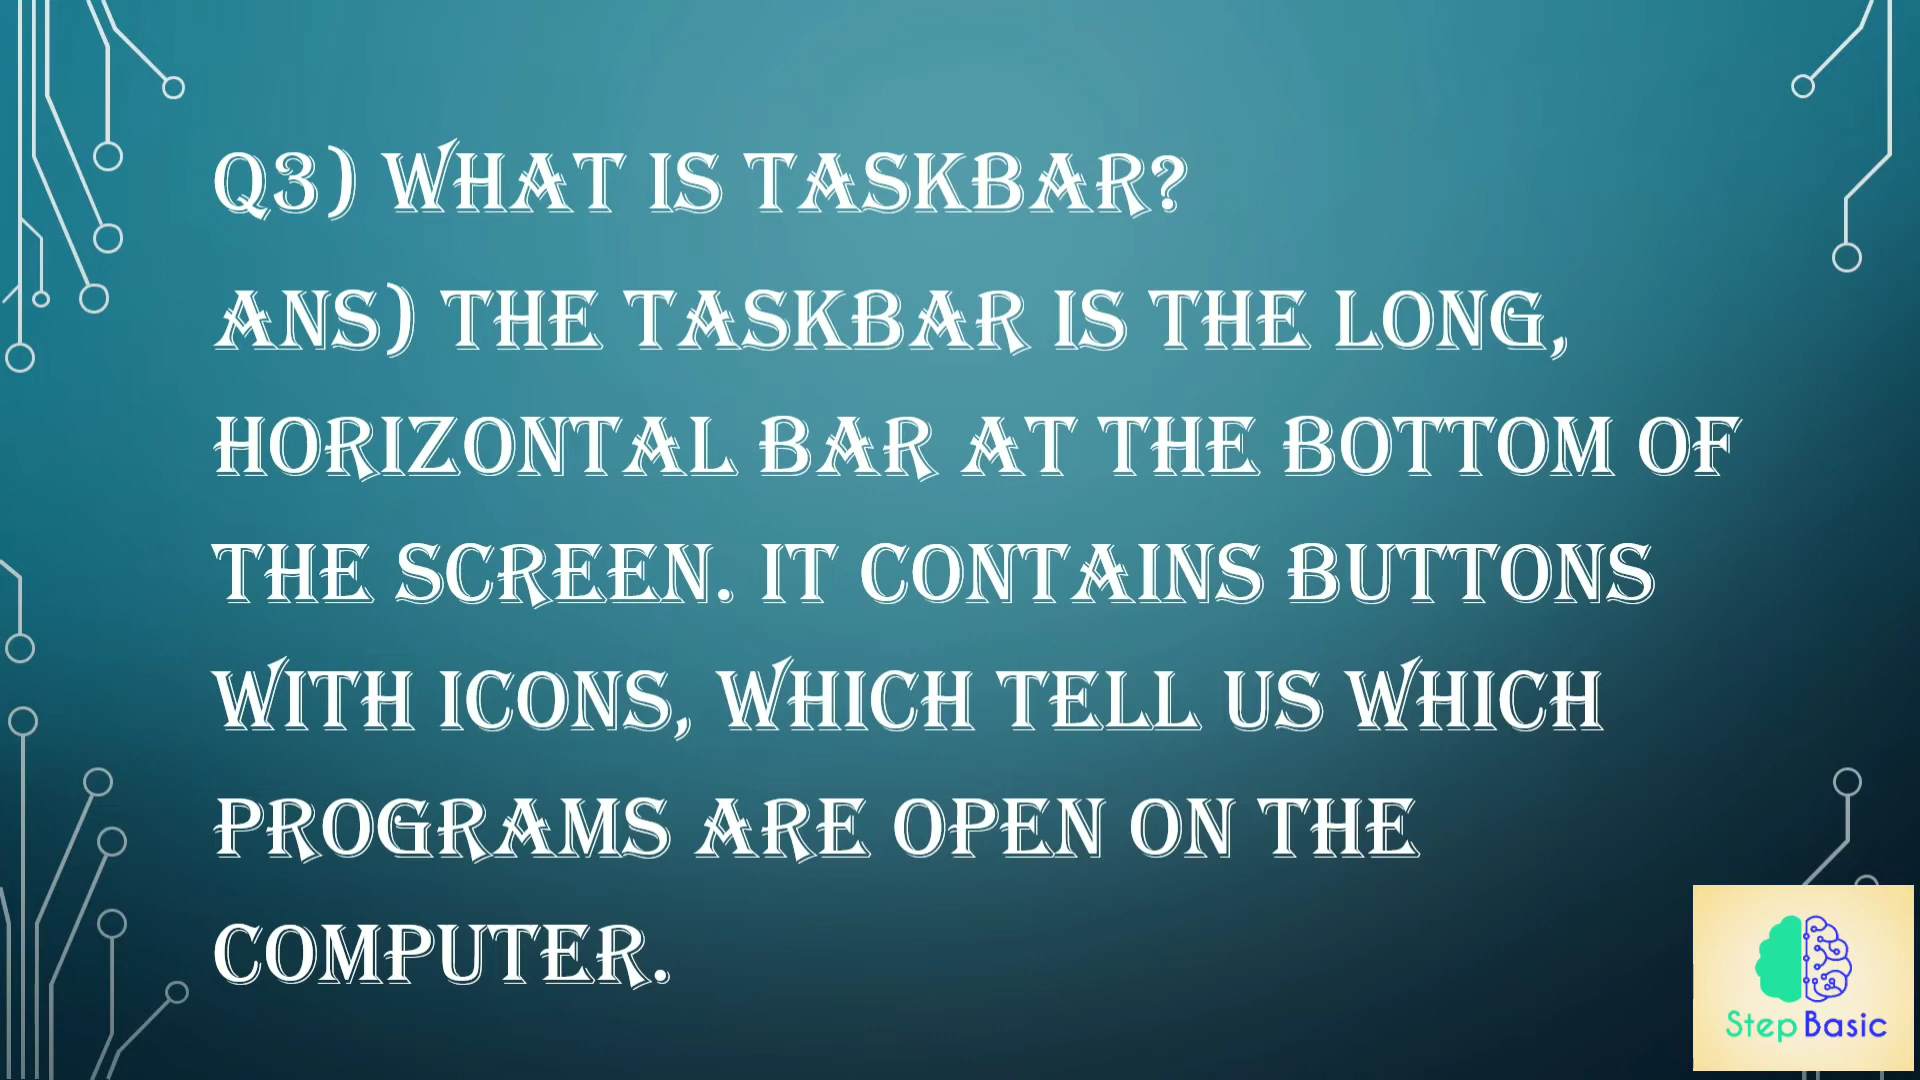 Q3) WHAT IS TASKBAR?
ANS) THE TASKBAR IS THE LONG,
HORIZONTAL BAR AT THE BOTTOM OF
THE SCREEN. IT CONTAINS BUTTONS
WITH ICONS, WHICH TELL US WHICH
PROGRAMS ARE OPEN ON THE
COMPUTER.
Step Basic